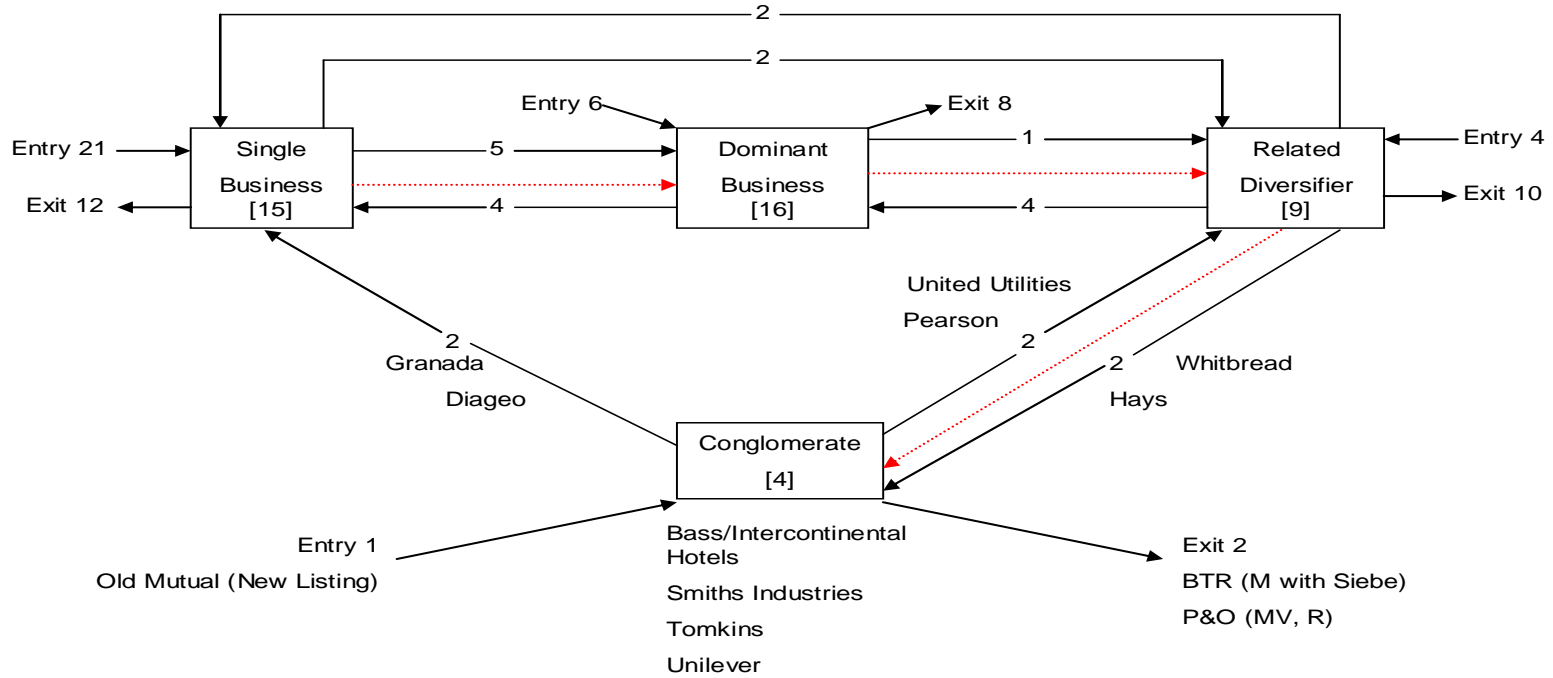 2
2
Entry 6
Exit 8
Entry 21
Single
Business
[15]
5
Dominant
Business
[16]
1
Related
Diversifier
[9]
Entry 4
Exit 12
4
4
Exit 10
United Utilities
Pearson
2
Granada
Diageo
2
2
Whitbread
Hays
Conglomerate
[4]
Entry 1
Old Mutual (New Listing)
Bass/Intercontinental
Hotels
Smiths Industries
Tomkins
Unilever
Exit 2
BTR (M with Siebe)
P&O (MV, R)